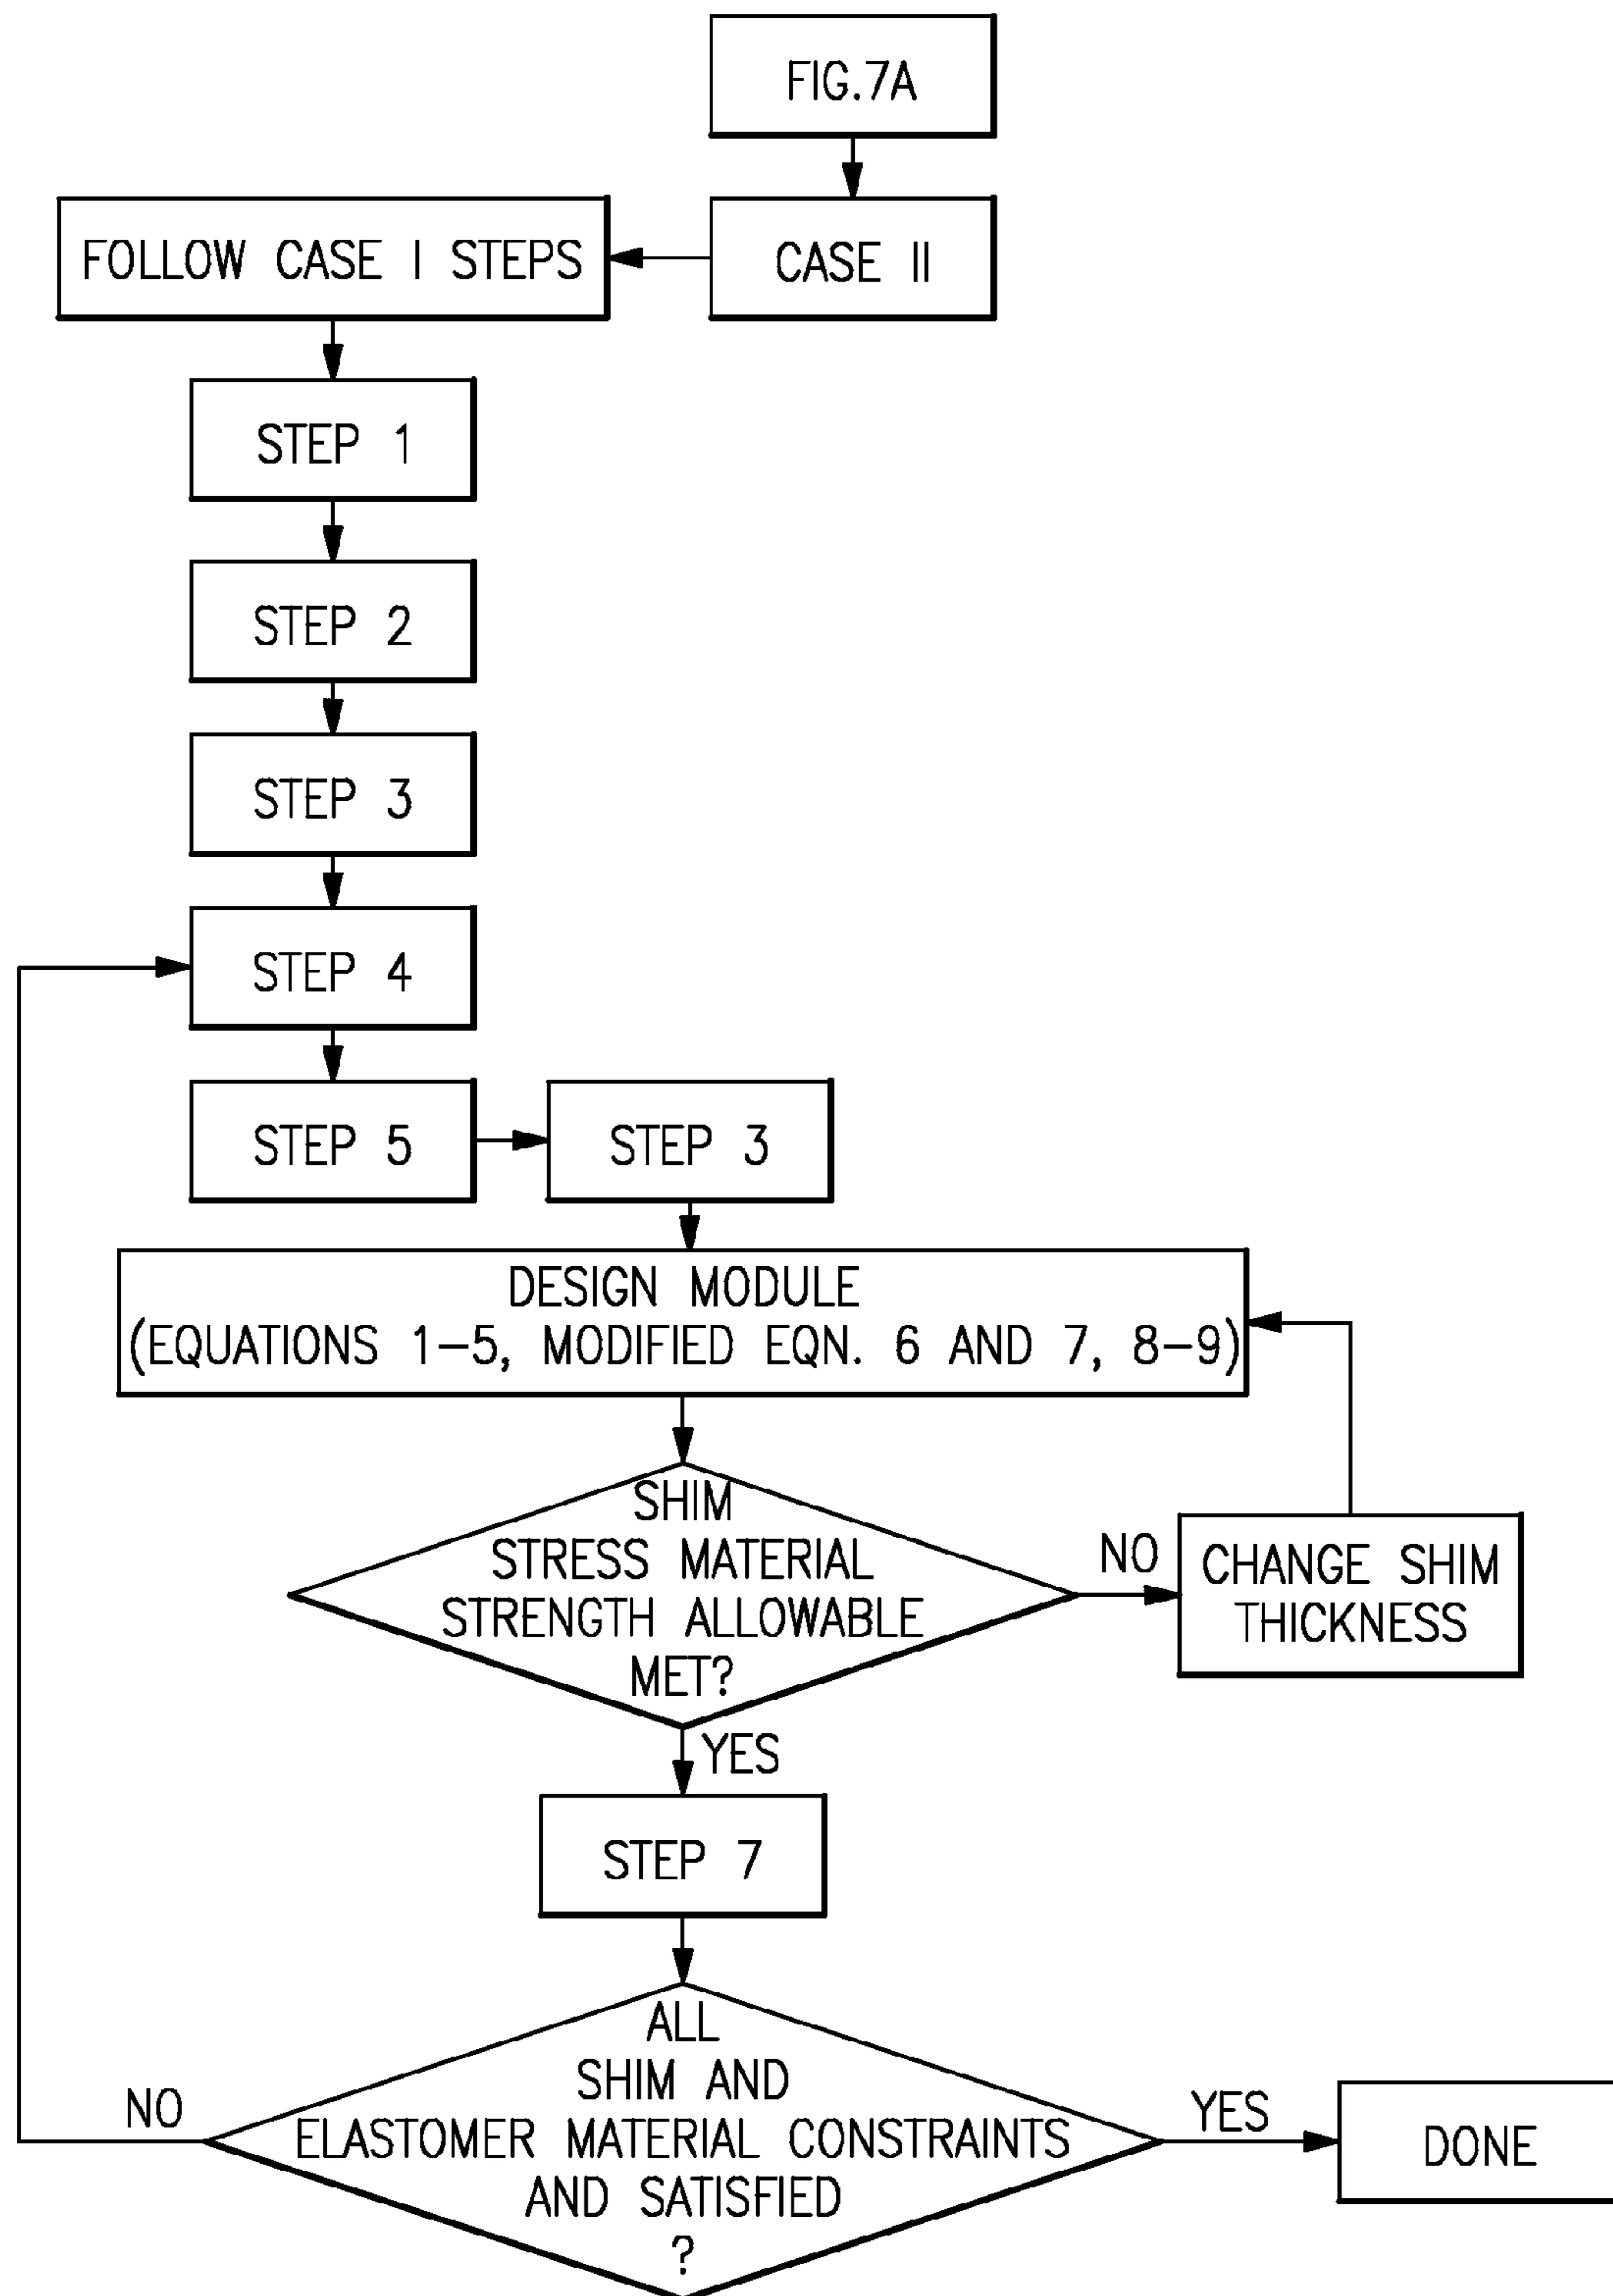 FIG.7A
CASE II
FOLLOW CASE I STEPS
STEP 1
STEP 2
STEP 3
STEP 4
STEP 5
STEP 3
DESIGN MODULE
(EQUATIONS 1-5, MODIFIED EQN. 6 AND 7, 8-9)
SHIM
STRESS MATERIAL
STRENGTH ALLOWABLE
MET?
NO
CHANGE SHIM
THICKNESS
YES
STEP 7
ALL
SHIM AND
ELASTOMER MATERIAL CONSTRAINTS
AND SATISFIED
?
NO
YES
DONE